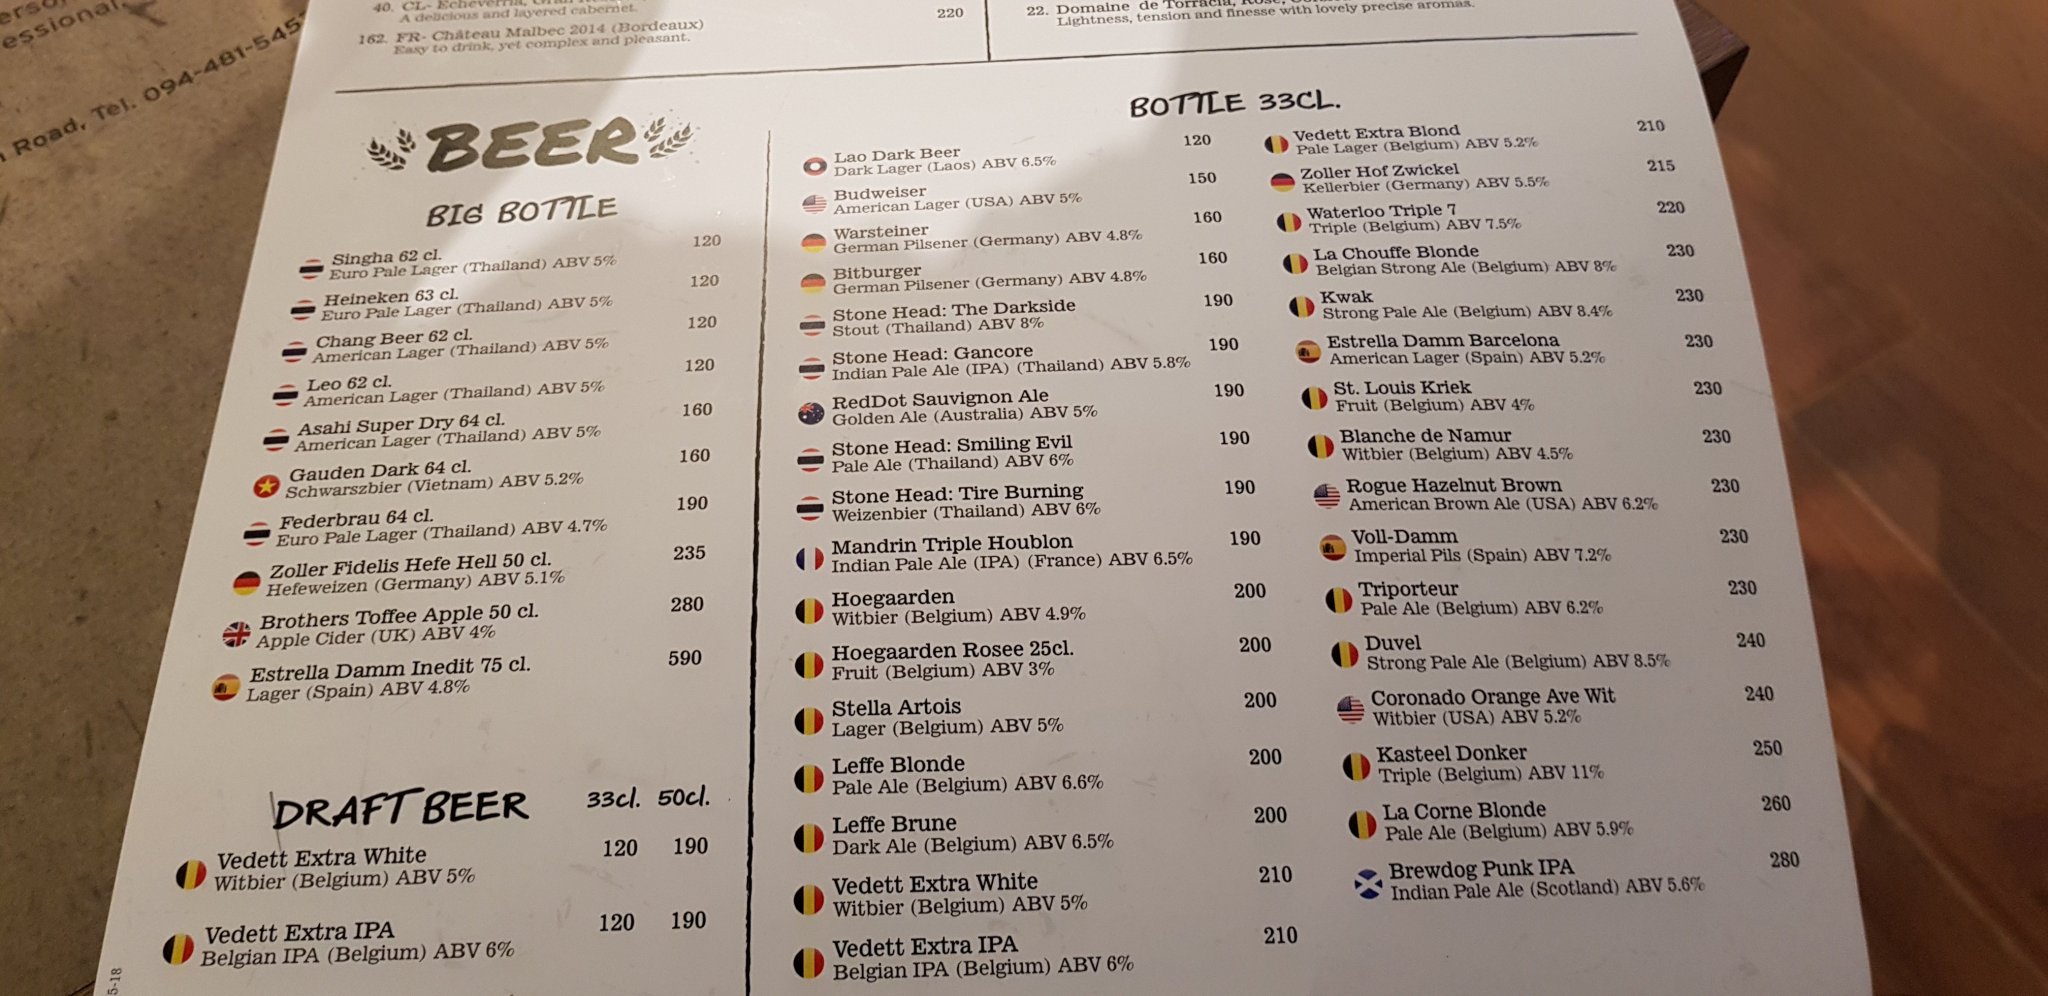 essional
Road, Tel. 094-481-545
40. CL- Echeverria,
A delicious and layered cabernet.
162. FR- Château Malbec 2014 (Bordeaux)
Easy to drink, yet complex and pleasant.
220
22. Domaine de Torraccia, Rose,
Lightness, tension and finesse with lovely precise aromas.
BEER
BIG BOTTLE
Singha 62 cl. 120
Euro Pale Lager (Thailand) ABV 5%
Heineken 63 cl. 120
Euro Pale Lager (Thailand) ABV 5%
Chang Beer 62 cl. 120
American Lager (Thailand) ABV 5%
Leo 62 cl. 120
American Lager (Thailand) ABV 5%
Asahi Super Dry 64 cl. 160
American Lager (Thailand) ABV 5%
Gauden Dark 64 cl. 160
Schwarszbier (Vietnam) ABV 5.2%
Federbrau 64 cl. 190
Euro Pale Lager (Thailand) ABV 4.7%
Zoller Fidelis Hefe Hell 50 cl. 235
Hefeweizen (Germany) ABV 5.1%
Brothers Toffee Apple 50 cl. 280
Apple Cider (UK) ABV 4%
Estrella Damm Inedit 75 cl. 590
Lager (Spain) ABV 4.8%
DRAFT BEER 33cl. 50cl.
Vedett Extra White 120 190
Witbier (Belgium) ABV 5%
Vedett Extra IPA 120 190
Belgian IPA (Belgium) ABV 6%
5-18
BOTTLE 33CL.
Lao Dark Beer 120
Dark Lager (Laos) ABV 6.5%
Budweiser 150
American Lager (USA) ABV 5%
Warsteiner 160
German Pilsener (Germany) ABV 4.8%
Bitburger 160
German Pilsener (Germany) ABV 4.8%
Stone Head: The Darkside 190
Stout (Thailand) ABV 8%
Stone Head: Gancore 190
Indian Pale Ale (IPA) (Thailand) ABV 5.8%
RedDot Sauvignon Ale 190
Golden Ale (Australia) ABV 5%
Stone Head: Smiling Evil 190
Pale Ale (Thailand) ABV 6%
Stone Head: Tire Burning 190
Weizenbier (Thailand) ABV 6%
Mandrin Triple Houblon 190
Indian Pale Ale (IPA) (France) ABV 6.5%
Hoegaarden 200
Witbier (Belgium) ABV 4.9%
Hoegaarden Rosee 25cl. 200
Fruit (Belgium) ABV 3%
Stella Artois 200
Lager (Belgium) ABV 5%
Leffe Blonde 200
Pale Ale (Belgium) ABV 6.6%
Leffe Brune 200
Dark Ale (Belgium) ABV 6.5%
Vedett Extra White 210
Witbier (Belgium) ABV 5%
Vedett Extra IPA 210
Belgian IPA (Belgium) ABV 6%
Vedett Extra Blond 210
Pale Lager (Belgium) ABV 5.2%
Zoller Hof Zwickel 215
Kellerbier (Germany) ABV 5.5%
Waterloo Triple 7 220
Triple (Belgium) ABV 7.5%
La Chouffe Blonde 230
Belgian Strong Ale (Belgium) ABV 8%
Kwak 230
Strong Pale Ale (Belgium) ABV 8.4%
Estrella Damm Barcelona 230
American Lager (Spain) ABV 5.2%
St. Louis Kriek 230
Fruit (Belgium) ABV 4%
Blanche de Namur 230
Witbier (Belgium) ABV 4.5%
Rogue Hazelnut Brown 230
American Brown Ale (USA) ABV 6.2%
Voll-Damm 230
Imperial Pils (Spain) ABV 7.2%
Triporteur 230
Pale Ale (Belgium) ABV 6.2%
Duvel 240
Strong Pale Ale (Belgium) ABV 8.5%
Coronado Orange Ave Wit 240
Witbier (USA) ABV 5.2%
Kasteel Donker 250
Triple (Belgium) ABV 11%
La Corne Blonde 260
Pale Ale (Belgium) ABV 5.9%
Brewdog Punk IPA 280
Indian Pale Ale (Scotland) ABV 5.6%